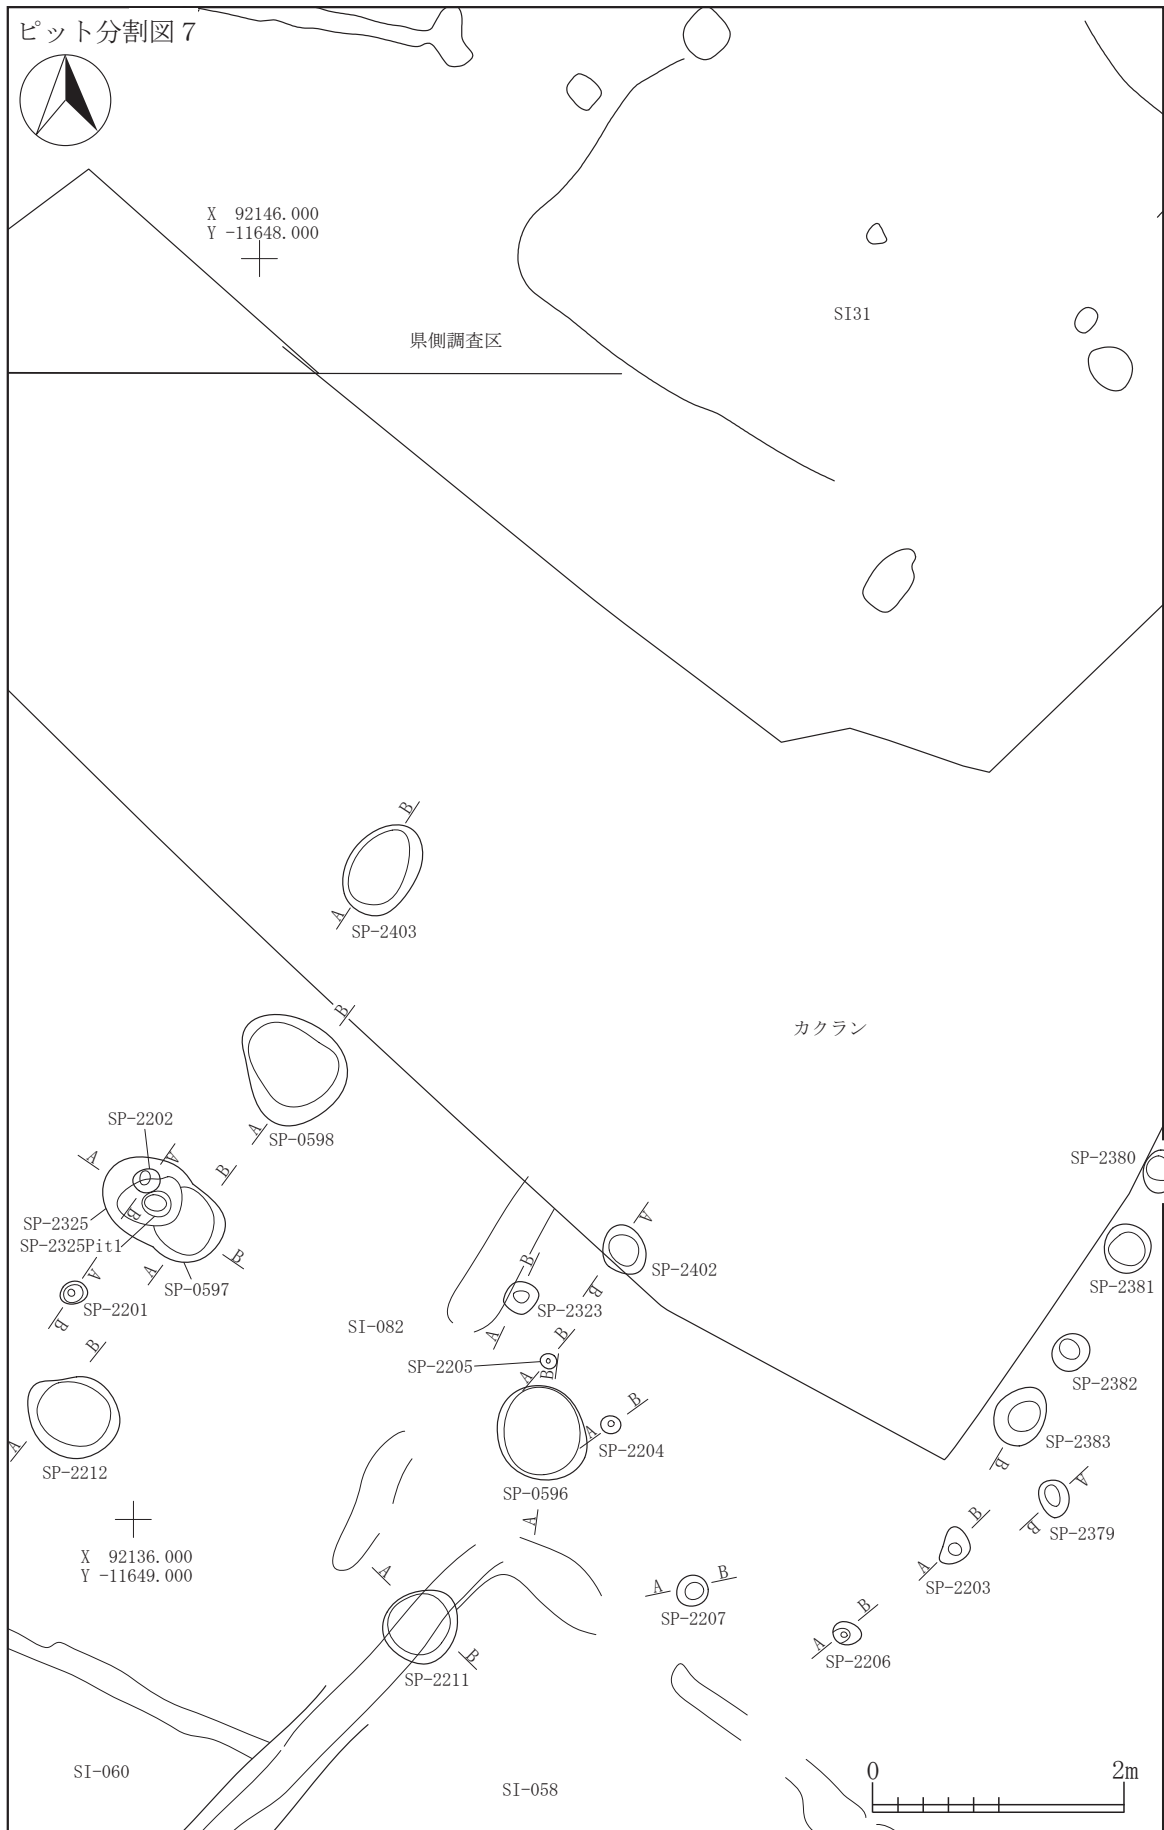 ピット分割図７
X 92146.000
Y -11648.000
県側調査区
SI31
B
A
SP-2403
カクラン
B
A
SP-0598
SP-2202
A
A
B
B
SP-2325
SP-2325Pit1
A
B
SP-0597
A
SP-2201
B
SP-2380
SP-2381
A
SP-2402
B
B
SP-2323
A
SI-082
B
SP-2205
A
B
SP-2382
SP-2383
B
A
SP-2204
B
SP-0596
A
B
A
SP-2212
A
SP-2379
B
B
A
SP-2203
X 92136.000
Y -11649.000
A
B
SP-2211
A
B
SP-2207
B
A
SP-2206
SI-060
SI-058
0 2m